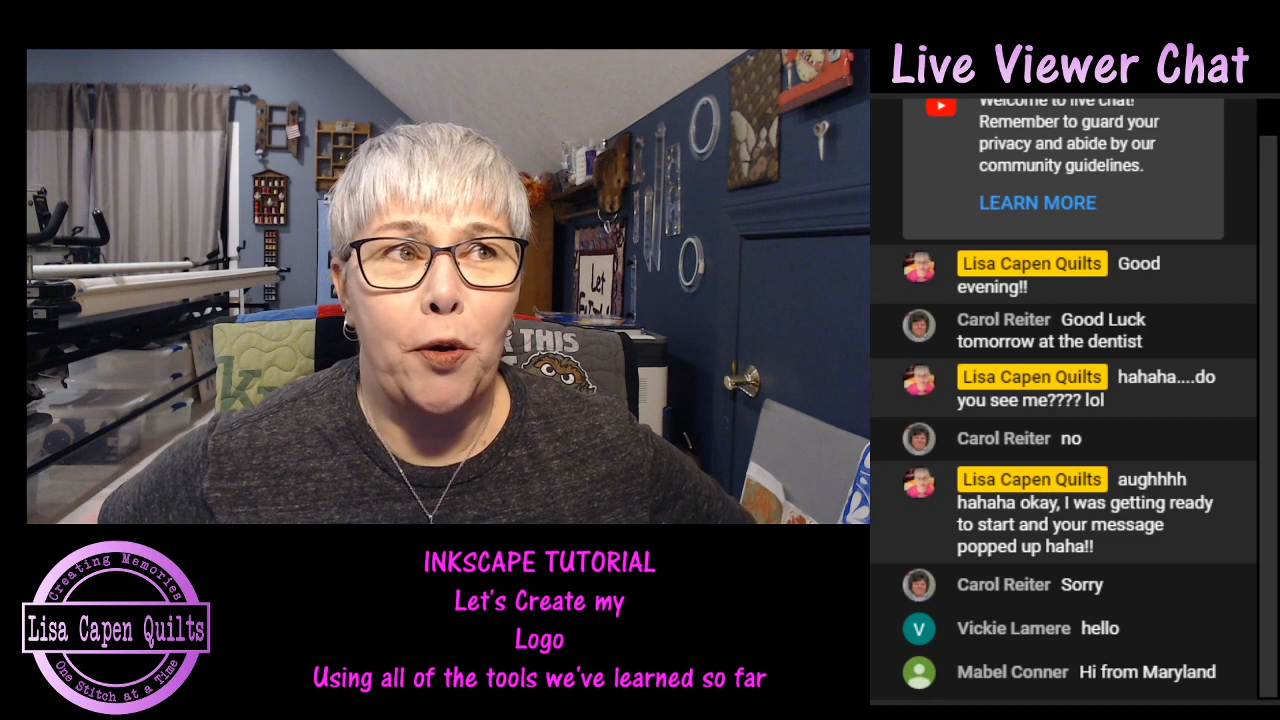 Live Viewer Chat
Welcome to live chat!
Remember to guard your
privacy and abide by our
community guidelines.
LEARN MORE
Lisa Capen Quilts Good
evening!!
Carol Reiter Good Luck
tomorrow at the dentist
Lisa Capen Quilts hahaha....do
you see me???? lol
Carol Reiter no
Lisa Capen Quilts aughhhh
hahaha okay, I was getting ready
to start and your message
popped up haha!!
Carol Reiter Sorry
V
Vickie Lamere hello
Mabel Conner Hi from Maryland
THIS
Let
Creating Memories
Lisa Capen Quilts
One Stitch at a Time
INKSCAPE TUTORIAL
Let's Create my
Logo
Using all of the tools we've learned so far